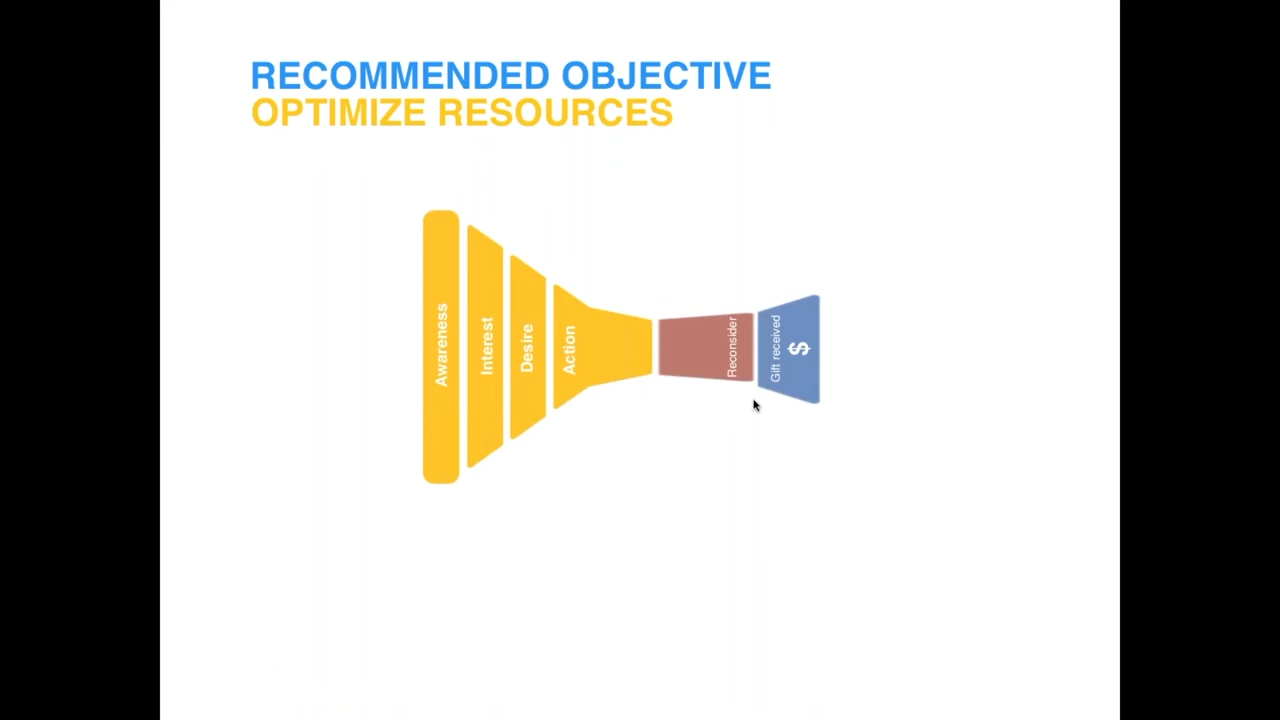 RECOMMENDED OBJECTIVE
OPTIMIZE RESOURCES
Awareness
Interest
Desire
Action
Reconsider
Gift received
$